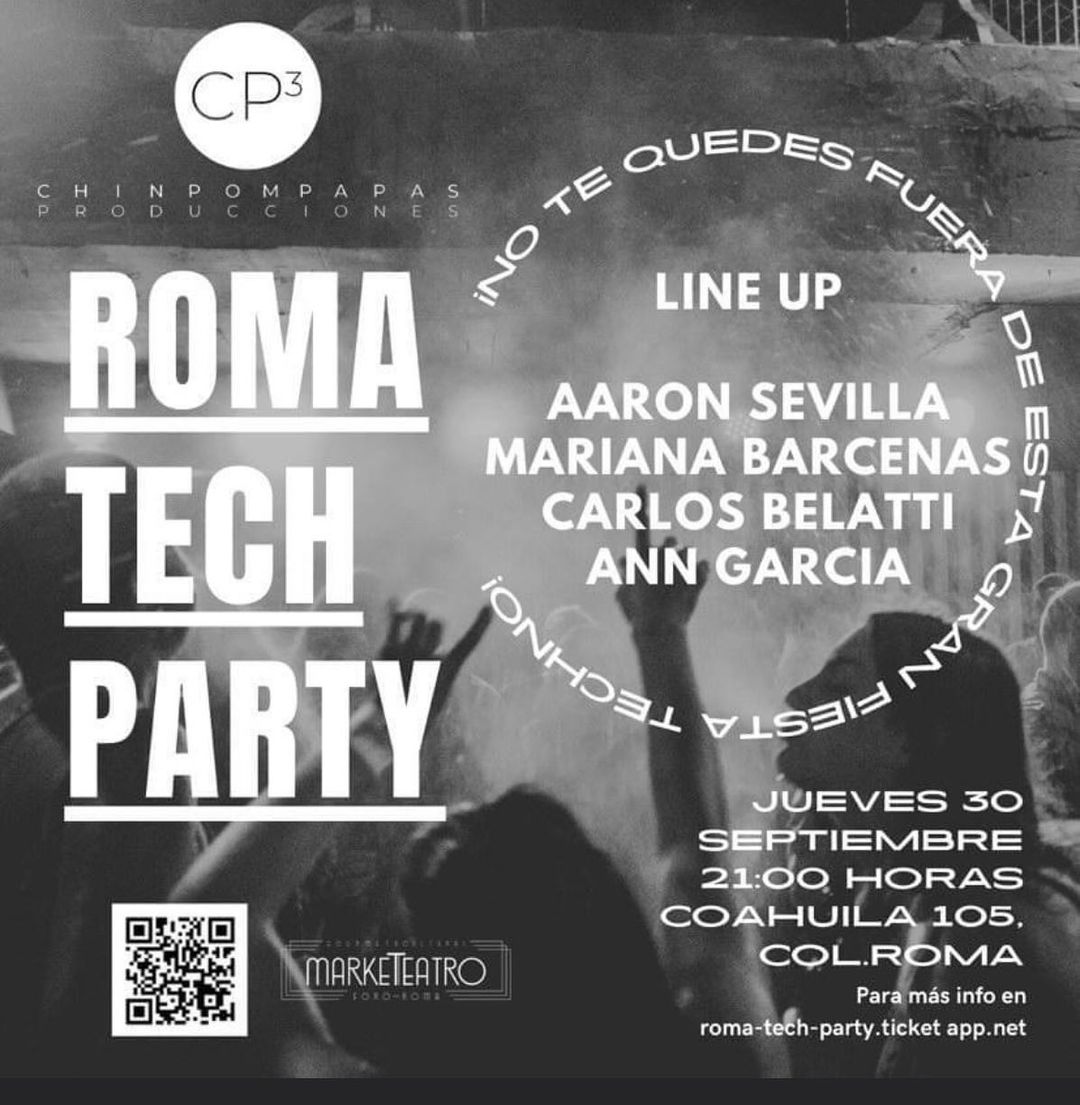 CP³
CHINPOMPAPAS
PRODUCCIONES
ROMA
TECH
PARTY
¡NO TE QUEDES FUERA DE ESTA GRAN FIESTA TECHNO!
LINE UP
AARON SEVILLA
MARIANA BARCENAS
CARLOS BELATTI
ANN GARCIA
JUEVES 30
SEPTIEMBRE
21:00 HORAS
COAHUILA 105,
COL.ROMA
Para más info en
roma-tech-party.ticket app.net
MARKETEATRO
FORO-ROMA